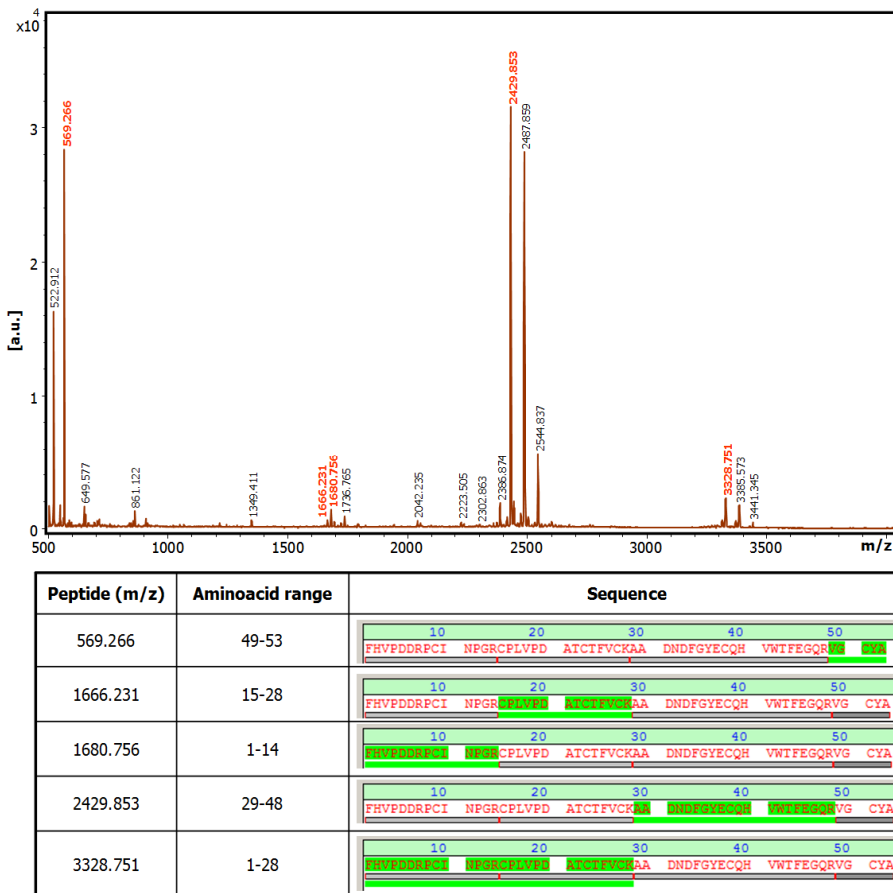 4
x10
3
2
1
0
[a.u.]
522.912
569.266
649.577
861.122
1349.411
1666.231
1680.756
1736.765
2042.235
2223.505
2302.863
2386.874
2429.853
2487.859
2544.837
3328.751
3385.573
3441.345
500 1000 1500 2000 2500 3000 3500 m/z
Peptide (m/z) Aminoacid range Sequence
10 20 30 40 50
569.266 49-53 FHVPDDRPCI NPGRCPLVPD ATCTFVCKAA DNDFGYECQH VWTFEGQRVG CYA
10 20 30 40 50
1666.231 15-28 FHVPDDRPCI NPGRCPLVPD ATCTFVCKAA DNDFGYECQH VWTFEGQRVG CYA
10 20 30 40 50
1680.756 1-14 FHVPDDRPCI NPGRCPLVPD ATCTFVCKAA DNDFGYECQH VWTFEGQRVG CYA
10 20 30 40 50
2429.853 29-48 FHVPDDRPCI NPGRCPLVPD ATCTFVCKAA DNDFGYECQH VWTFEGQRVG CYA
10 20 30 40 50
3328.751 1-28 FHVPDDRPCI NPGRCPLVPD ATCTFVCKAA DNDFGYECQH VWTFEGQRVG CYA